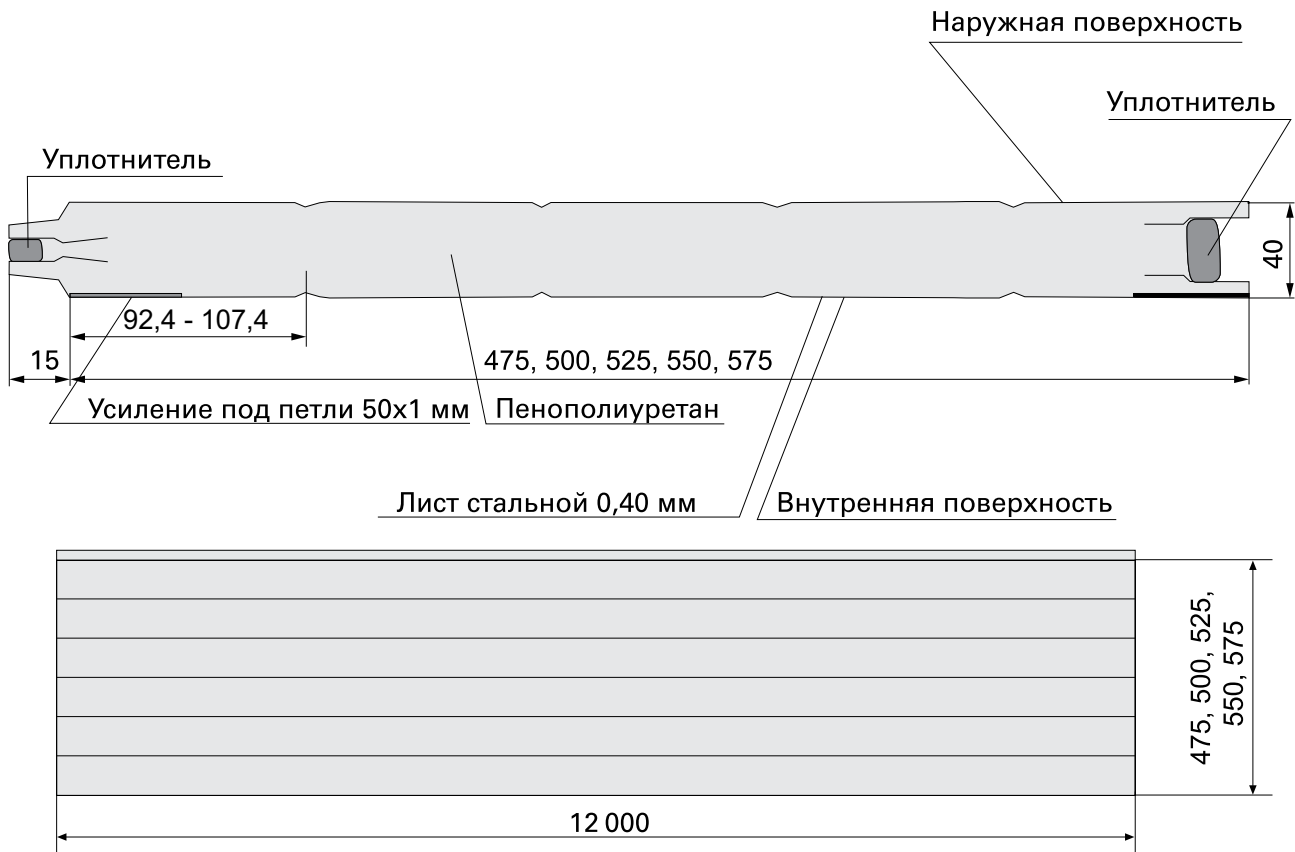 Наружная поверхность
Уплотнитель
Уплотнитель
40
92,4 - 107,4
15
475, 500, 525, 550, 575
Усиление под петли 50х1 мм
Пенополиуретан
Лист стальной 0,40 мм
Внутренняя поверхность
475, 500, 525,
550, 575
12 000